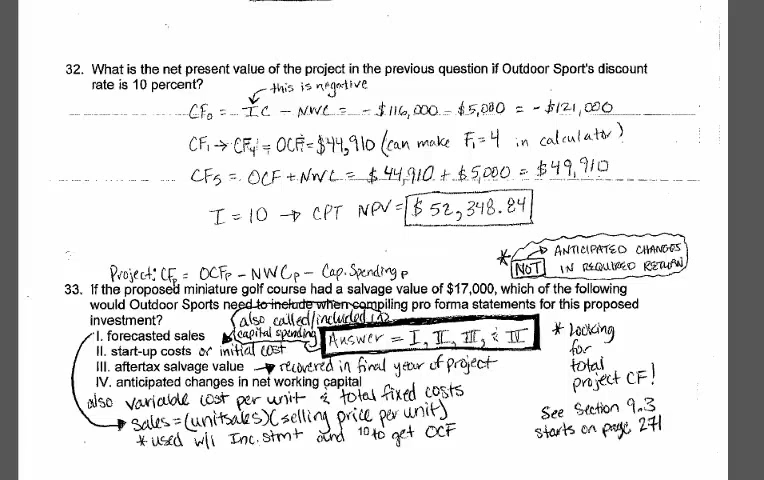 32. What is the net present value of the project in the previous question if Outdoor Sport's discount
rate is 10 percent?
this is negative
CF₀ = -IC - NWC = - $116,000 - $5,000 = - $121,000
CF₁ → CF₄ = OCF = $44,910 (can make F₁ = 4 in calculator)
CF5 = OCF + NWC = $44,910 + $5,000 = $49,910
I = 10 → CPT NPV = $52,348.84
* ANTICIPATED CHANGES
NOT IN REQUIRED RETURN
Project: CFp = OCFp - NWCp - Cap. Spending p
33. If the proposed miniature golf course had a salvage value of $17,000, which of the following
would Outdoor Sports need to include when compiling pro forma statements for this proposed
investment?
also called/included in
I. forecasted sales
capital spending
Answer = I, II, III, & IV
II. start-up costs or initial cost
III. aftertax salvage value → recovered in final year of project
IV. anticipated changes in net working capital
* Looking
for
total
project CF!
also variable cost per unit & total fixed costs
sales = (unit sales)(selling price per unit)
* used w/i Inc. Stmt and to get OCF
See Section 9.3
starts on page 271